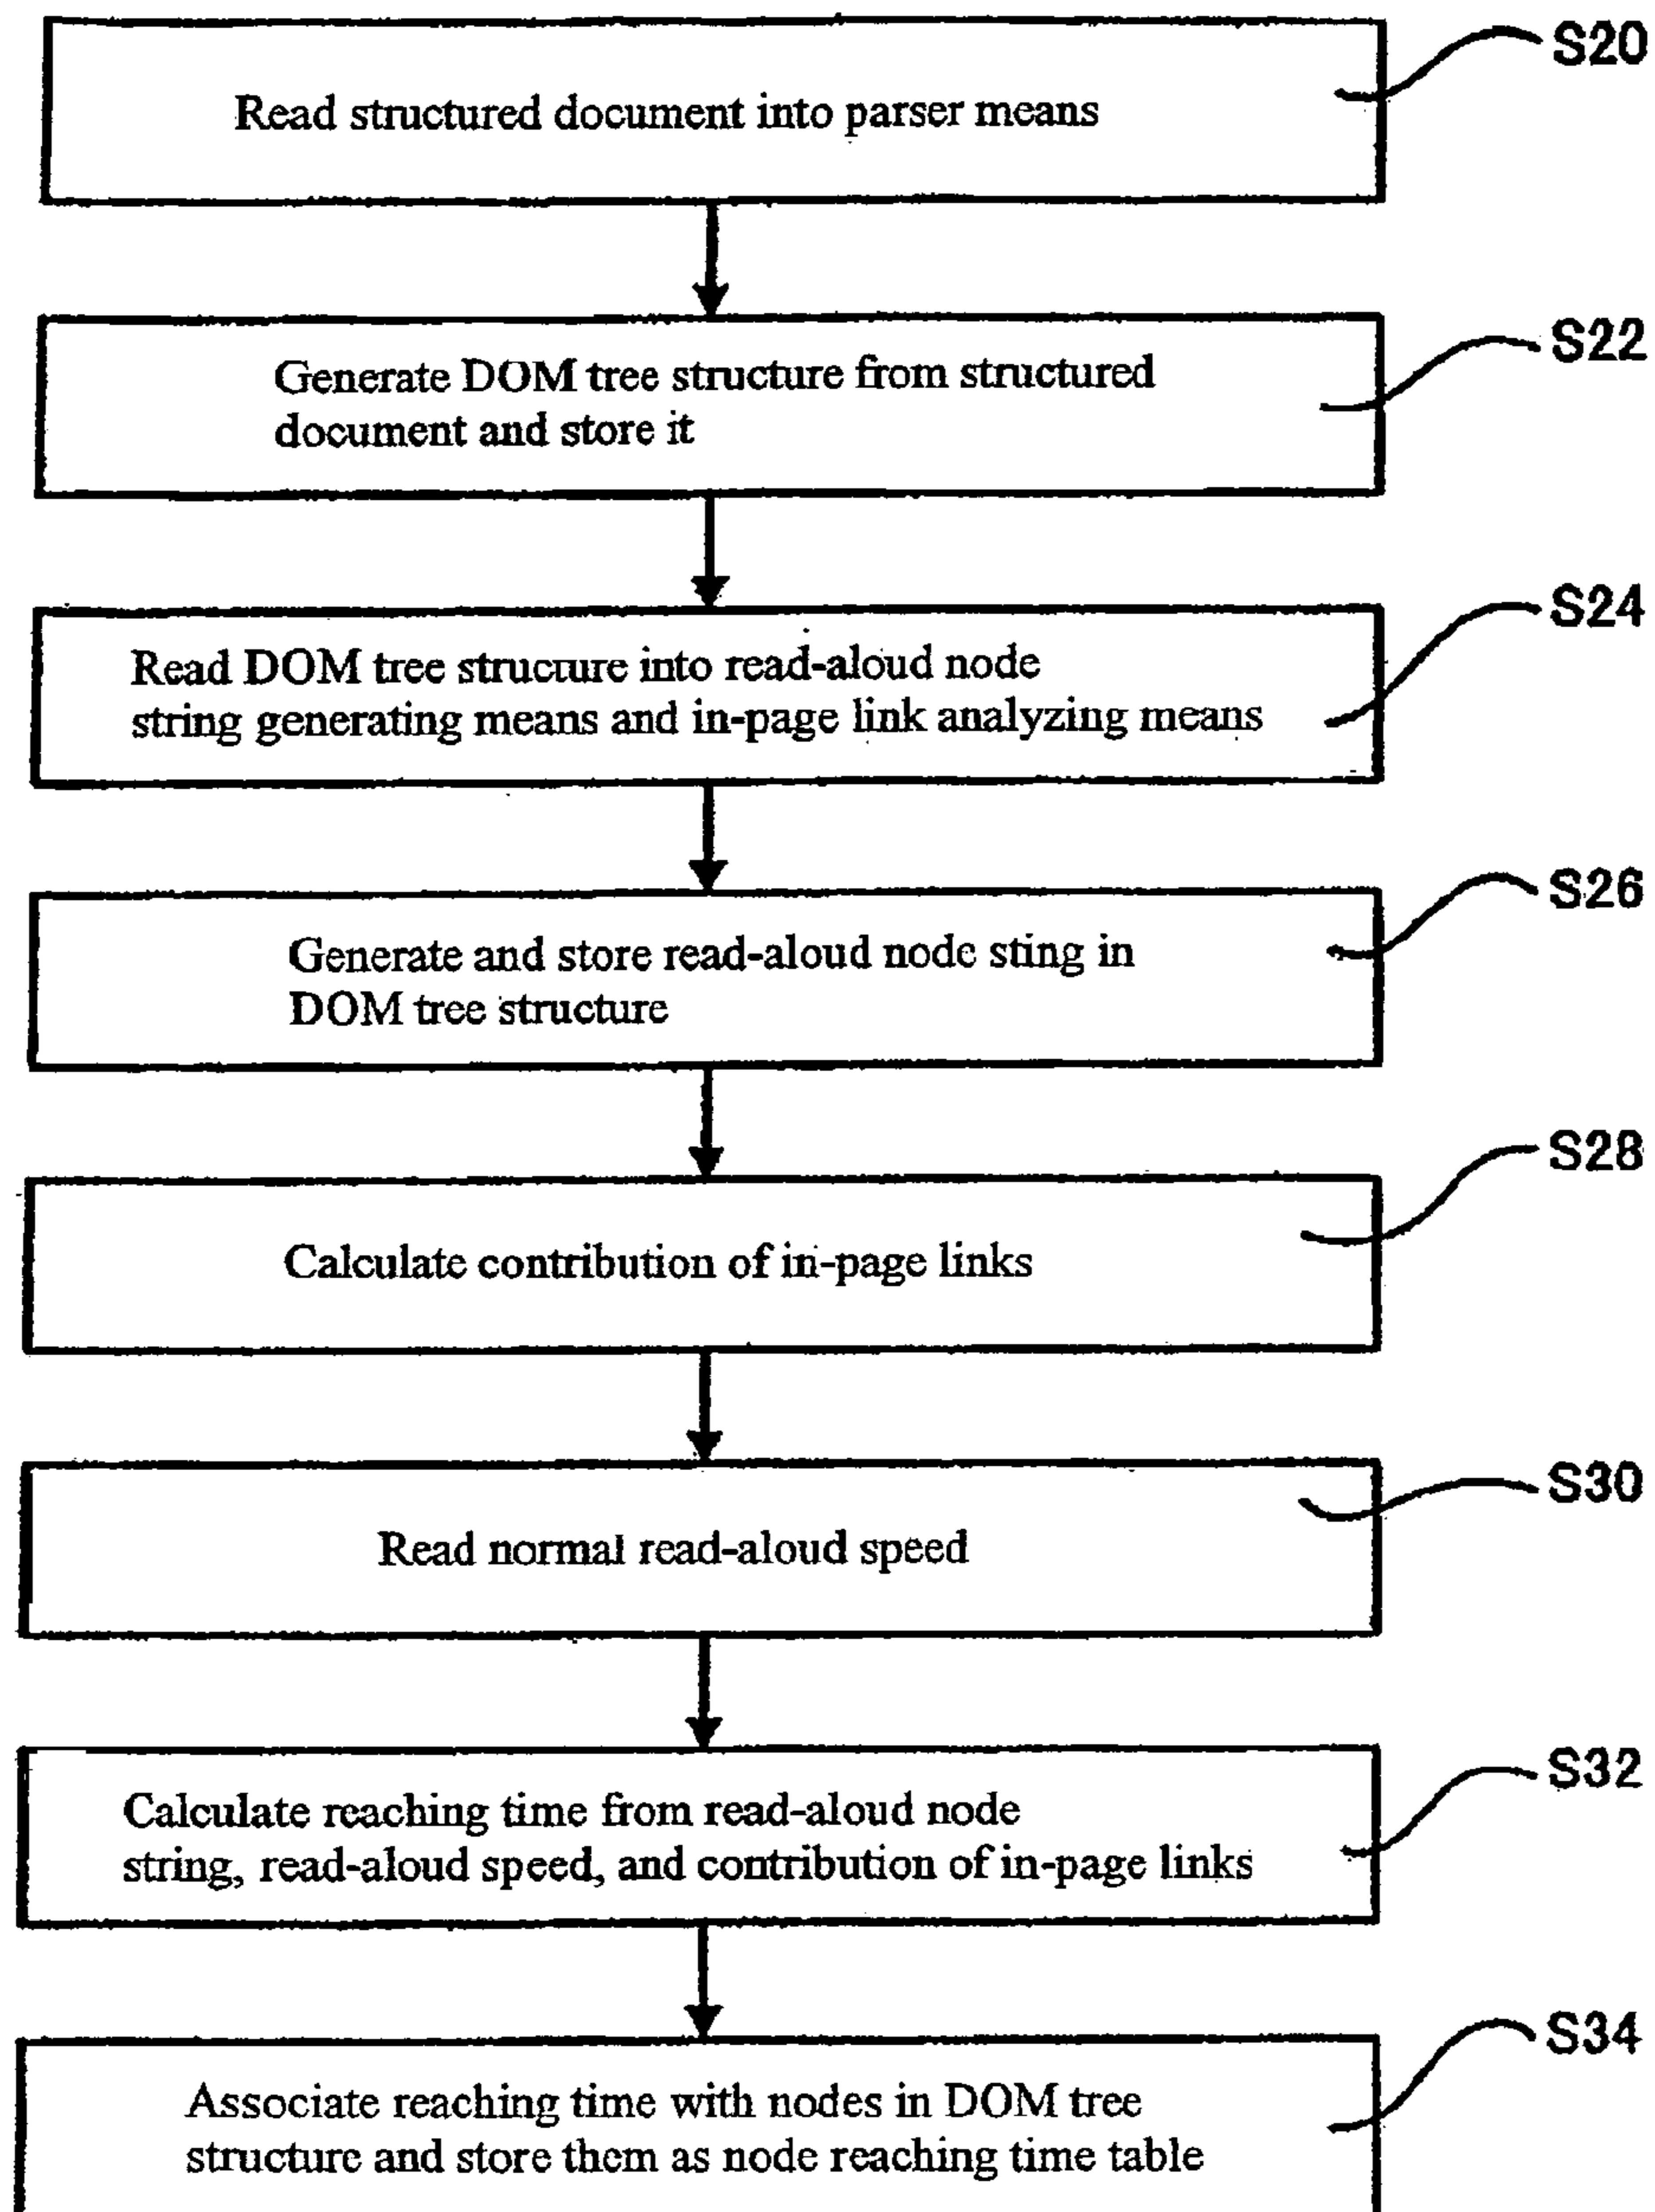 S20
Read structured document into parser means
S22
Generate DOM tree structure from structured
document and store it
S24
Read DOM tree structure into read-aloud node
string generating means and in-page link analyzing means
S26
Generate and store read-aloud node sting in
DOM tree structure
S28
Calculate contribution of in-page links
S30
Read normal read-aloud speed
S32
Calculate reaching time from read-aloud node
string, read-aloud speed, and contribution of in-page links
S34
Associate reaching time with nodes in DOM tree
structure and store them as node reaching time table